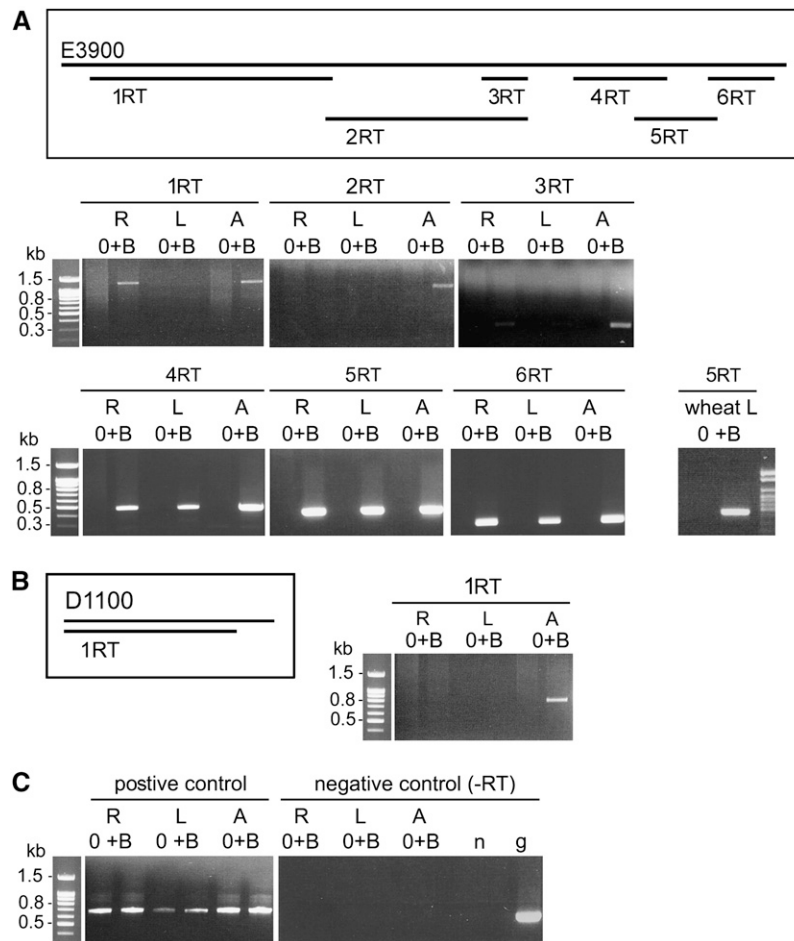 A
E3900
1RT
3RT
4RT
6RT
2RT
5RT
1RT 2RT 3RT
R L A R L A R L A
0+B 0+B 0+B 0+B 0+B 0+B 0+B 0+B 0+B
kb
1.5
0.8
0.5
0.3
4RT 5RT 6RT 5RT
R L A R L A R L A wheat L
0+B 0+B 0+B 0+B 0+B 0+B 0+B 0+B 0+B 0 +B
kb
1.5
0.8
0.5
0.3
B
D1100
1RT
1RT
R L A
0+B 0+B 0+B
kb
1.5
0.8
0.5
C
postive control negative control (-RT)
R L A R L A
0 +B 0 +B 0+B 0+B 0+B 0+B n g
kb
1.5
0.8
0.5